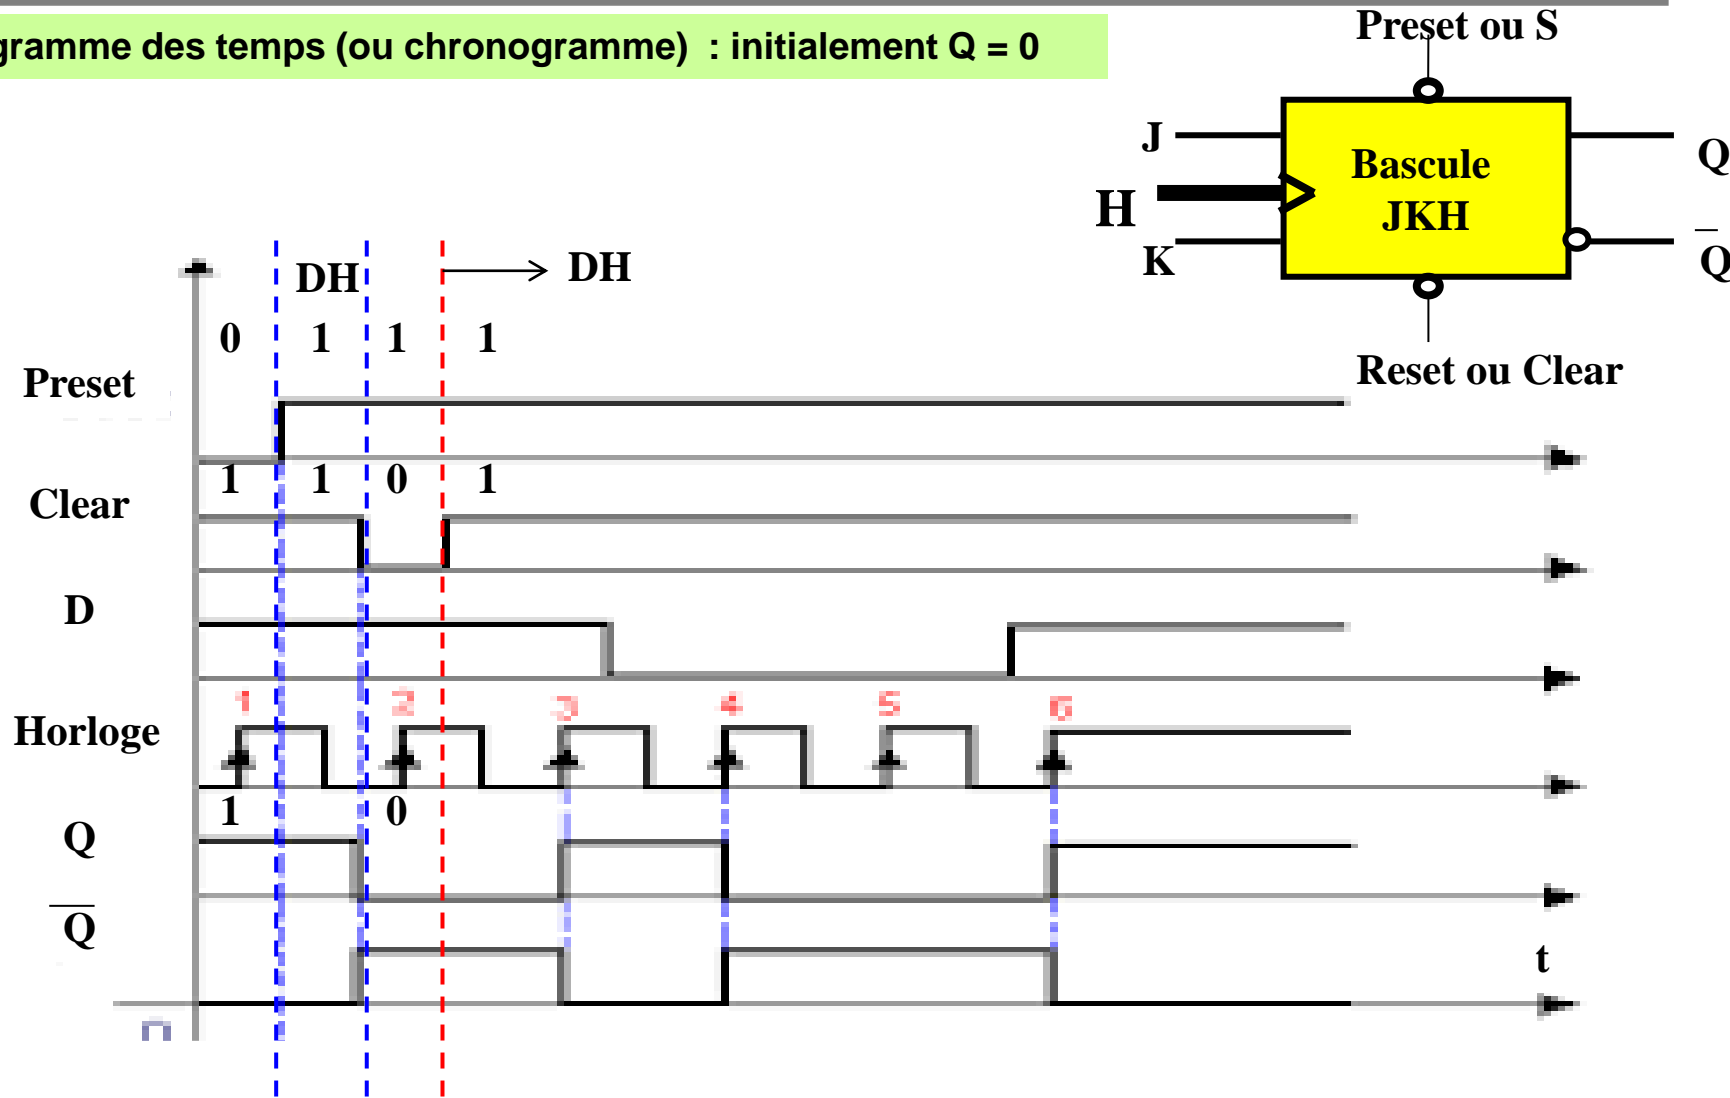 gramme des temps (ou chronogramme) : initialement Q = 0
Preset ou S
J
Bascule
JKH
Q
H
K
Q
Reset ou Clear
DH
DH
0 1 1 1
Preset
1 1 0 1
Clear
D
1 2 3 4 5 6
Horloge
1 0
Q
Q
t